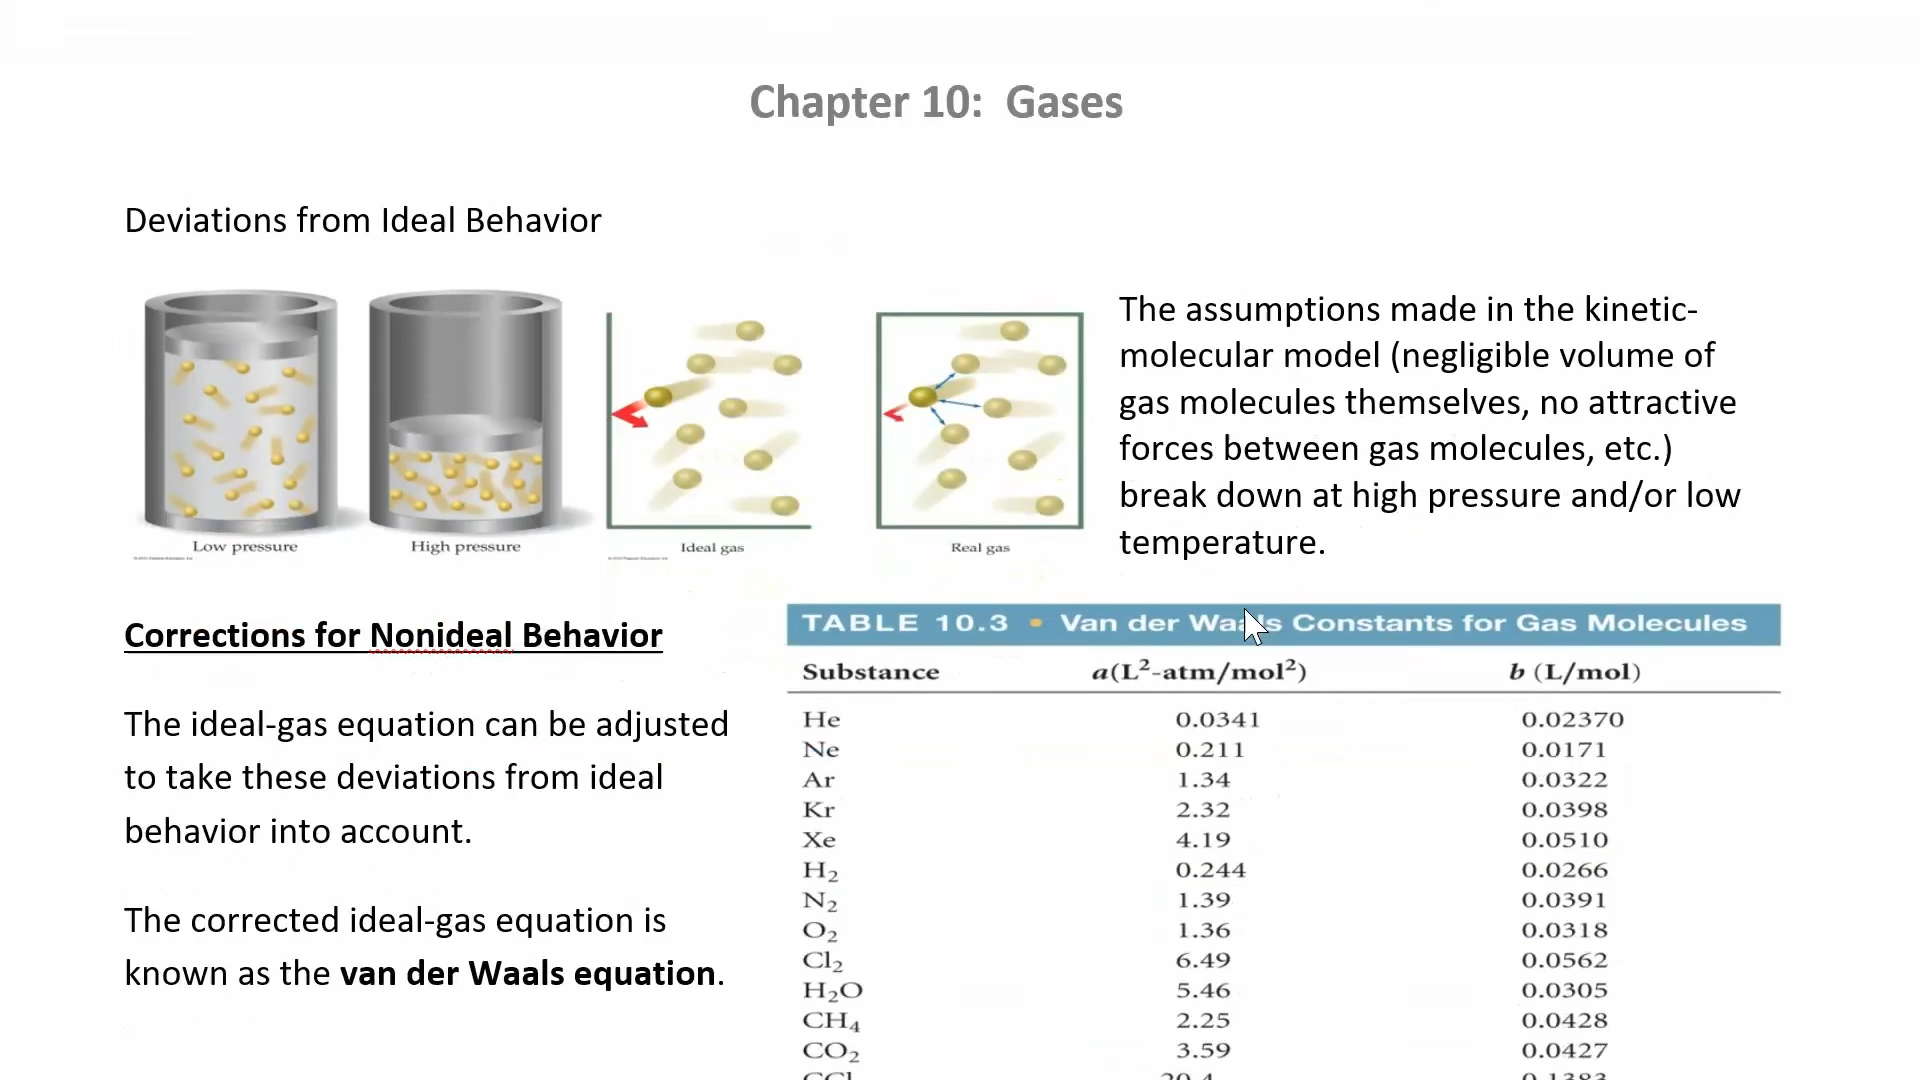 Chapter 10:  Gases
Deviations from Ideal Behavior
Low pressure
High pressure
Ideal gas
Real gas
The assumptions made in the kinetic-
molecular model (negligible volume of
gas molecules themselves, no attractive
forces between gas molecules, etc.)
break down at high pressure and/or low
temperature.
Corrections for Nonideal Behavior
The ideal-gas equation can be adjusted
to take these deviations from ideal
behavior into account.
The corrected ideal-gas equation is
known as the van der Waals equation.
TABLE 10.3 • Van der Waals Constants for Gas Molecules
Substance a(L²-atm/mol²) b (L/mol)
He 0.0341 0.02370
Ne 0.211 0.0171
Ar 1.34 0.0322
Kr 2.32 0.0398
Xe 4.19 0.0510
H₂ 0.244 0.0266
N₂ 1.39 0.0391
O₂ 1.36 0.0318
Cl₂ 6.49 0.0562
H₂O 5.46 0.0305
CH₄ 2.25 0.0428
CO₂ 3.59 0.0427